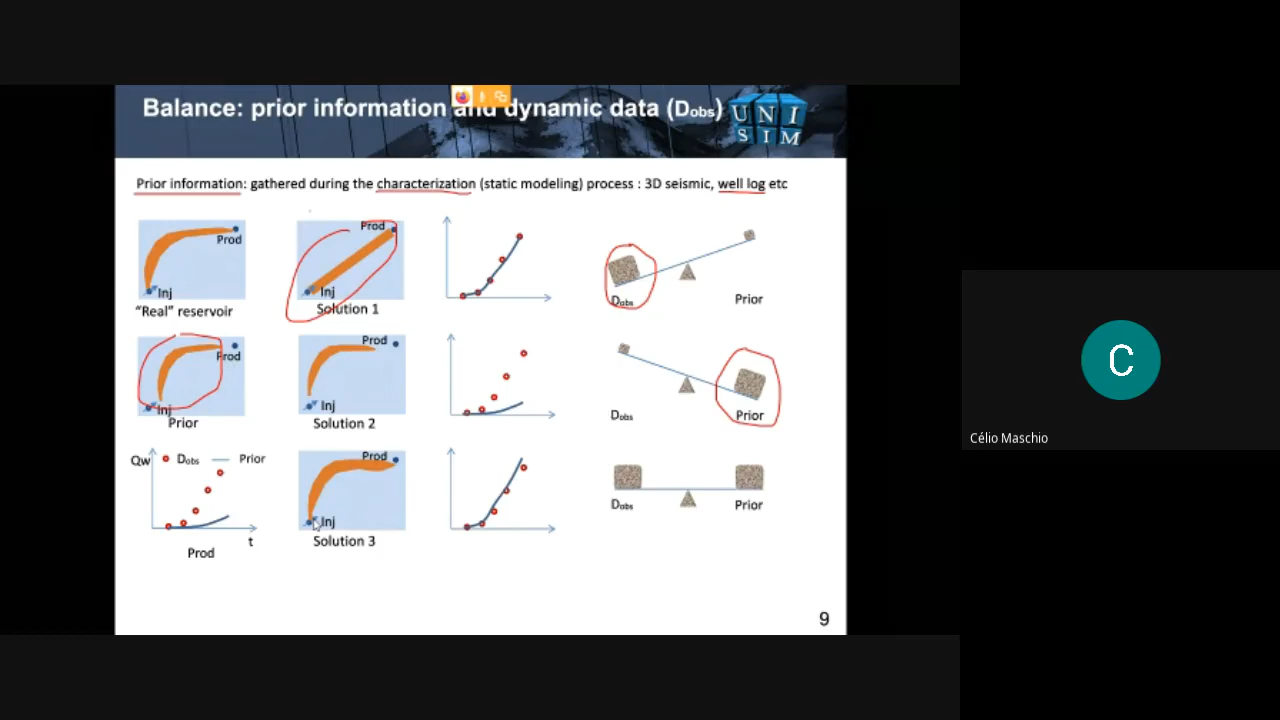 Balance: prior information and dynamic data (Dobs)
UNI
SIM
Prior information: gathered during the characterization (static modeling) process : 3D seismic, well log etc
Prod
Inj
"Real" reservoir
Prod
Inj
Solution 1
Dobs
Prior
Prod
Inj
Prior
Prod
Inj
Solution 2
Dobs
Prior
Qw
Dobs
Prior
t
Prod
Prod
Inj
Solution 3
Dobs
Prior
9
C
Célio Maschio